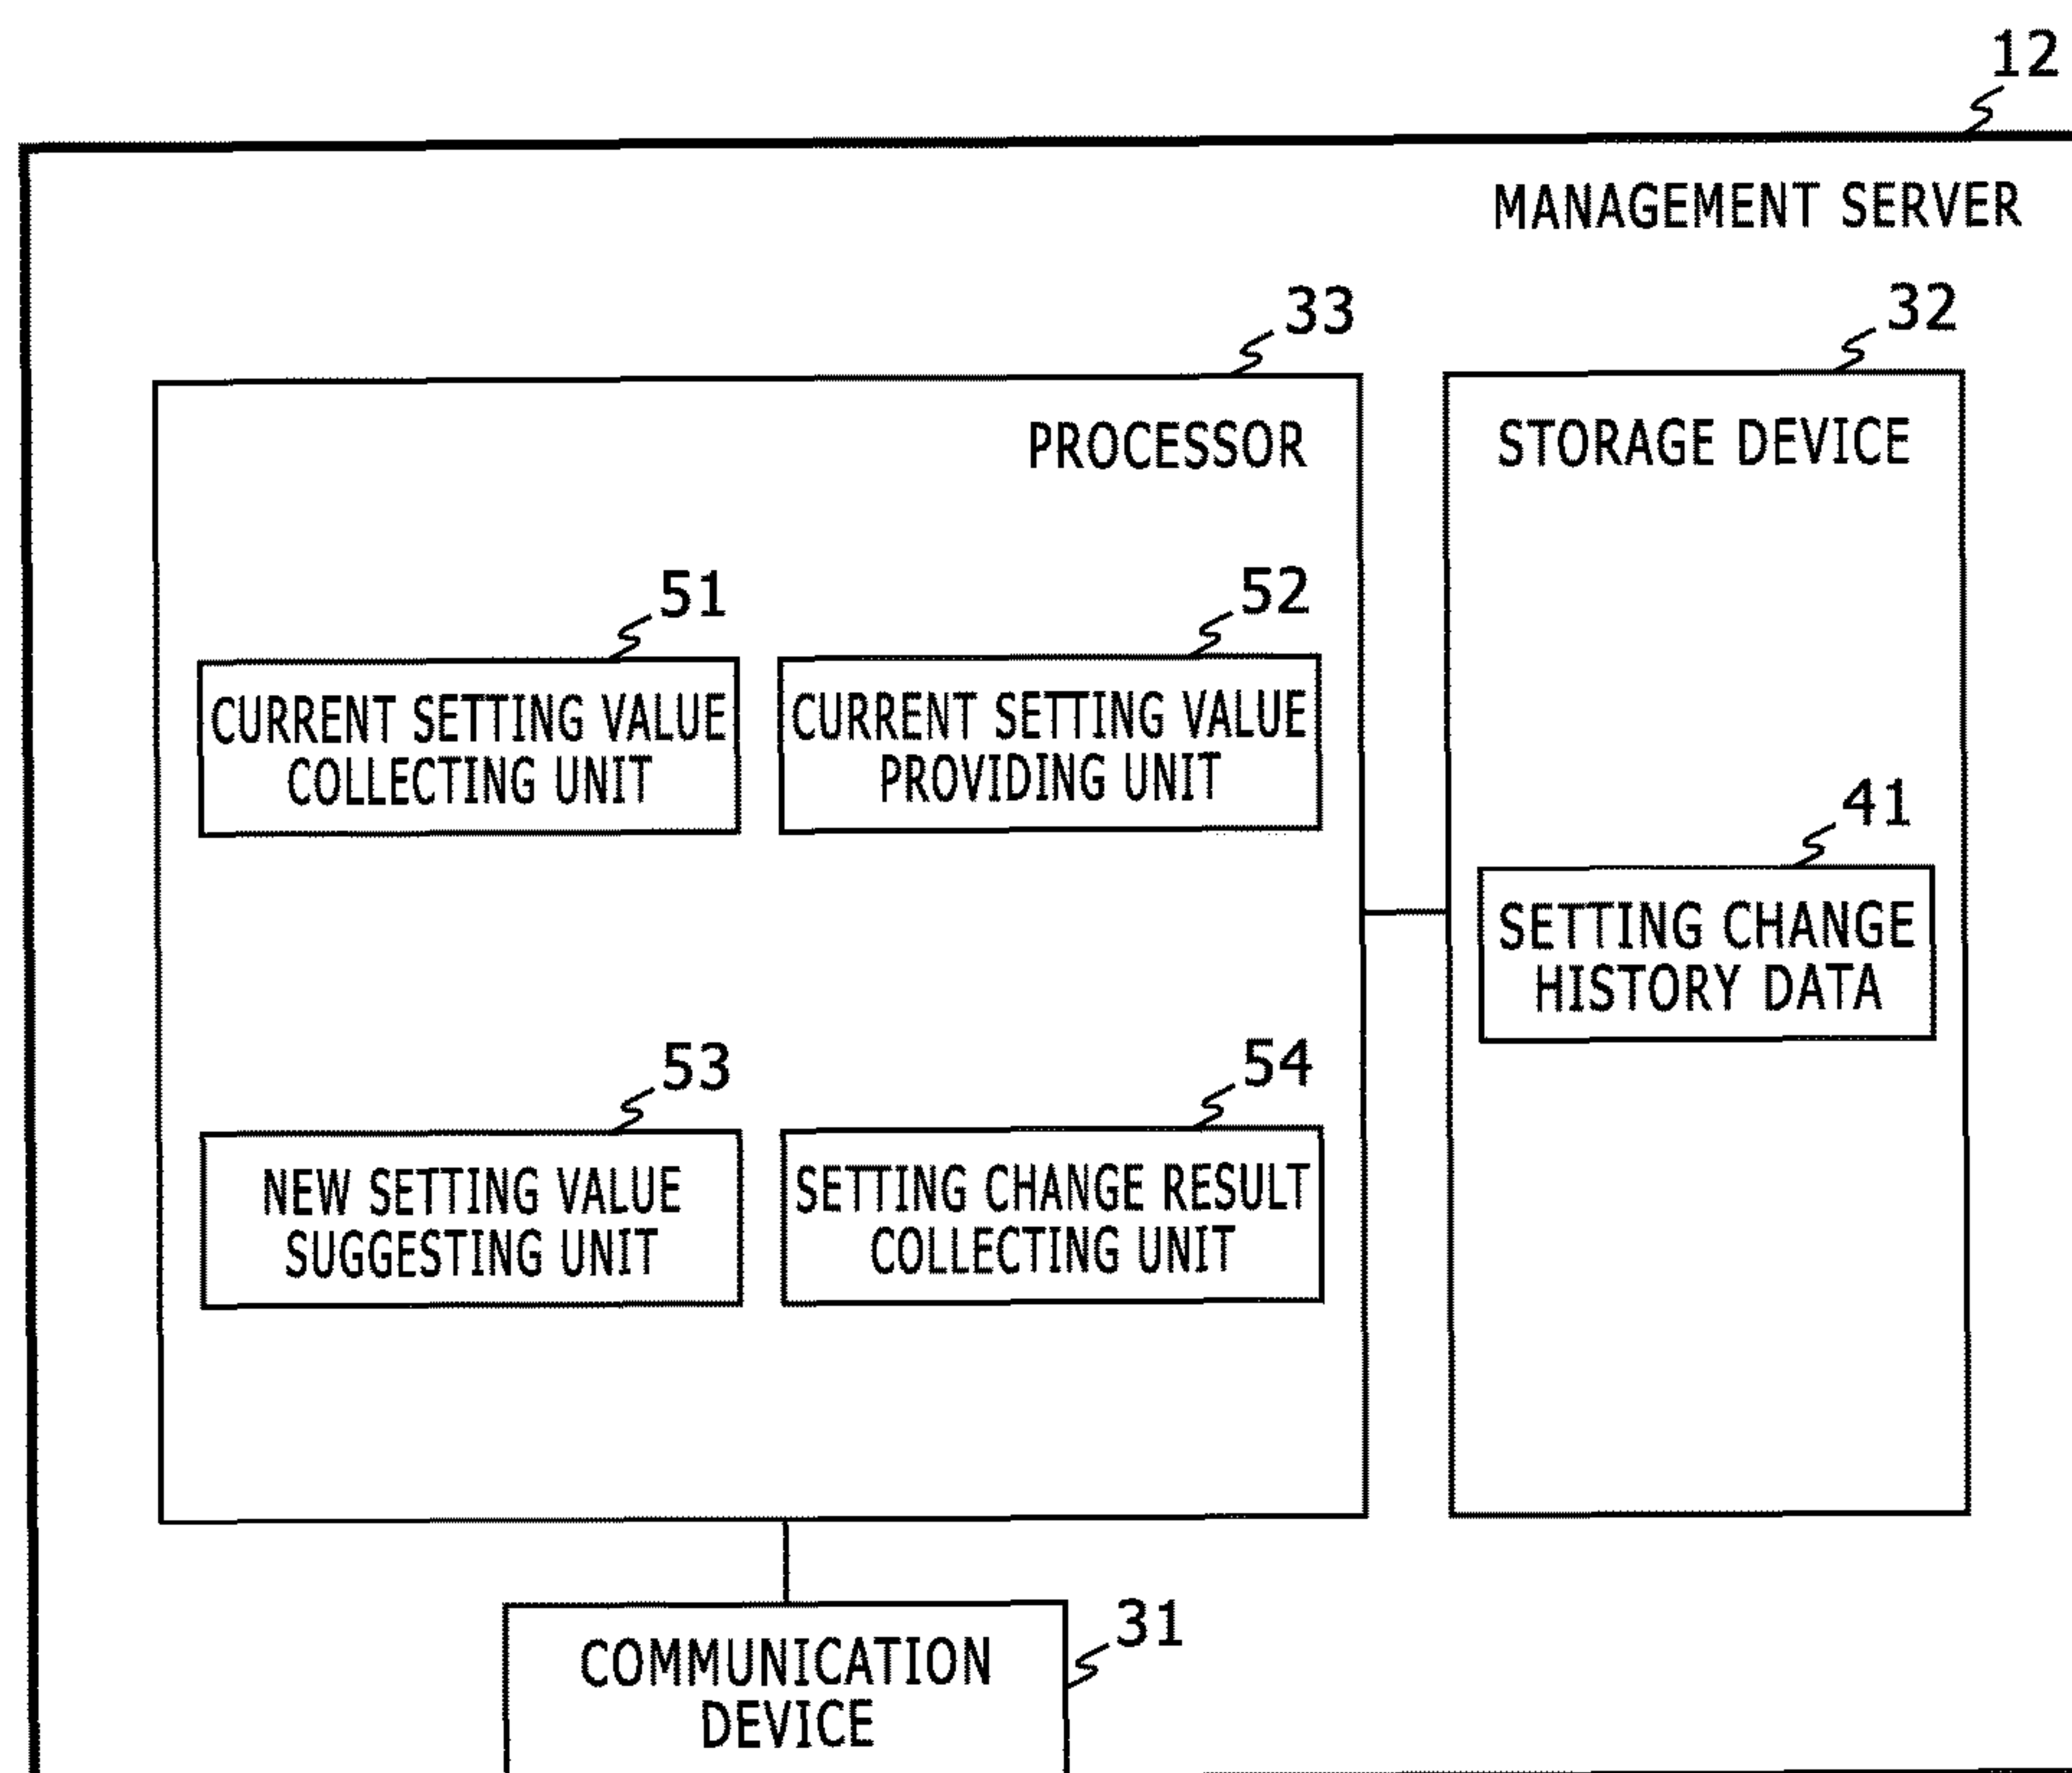 12
MANAGEMENT SERVER
33
32
PROCESSOR
STORAGE DEVICE
51
52
CURRENT SETTING VALUE
COLLECTING UNIT
CURRENT SETTING VALUE
PROVIDING UNIT
41
SETTING CHANGE
HISTORY DATA
53
54
NEW SETTING VALUE
SUGGESTING UNIT
SETTING CHANGE RESULT
COLLECTING UNIT
31
COMMUNICATION
DEVICE